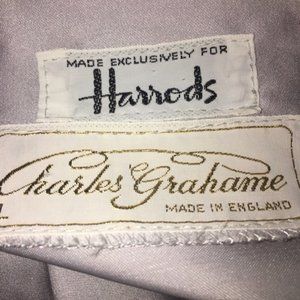 MADE EXCLUSIVELY FOR
Harrods
Charles Grahame
MADE IN ENGLAND